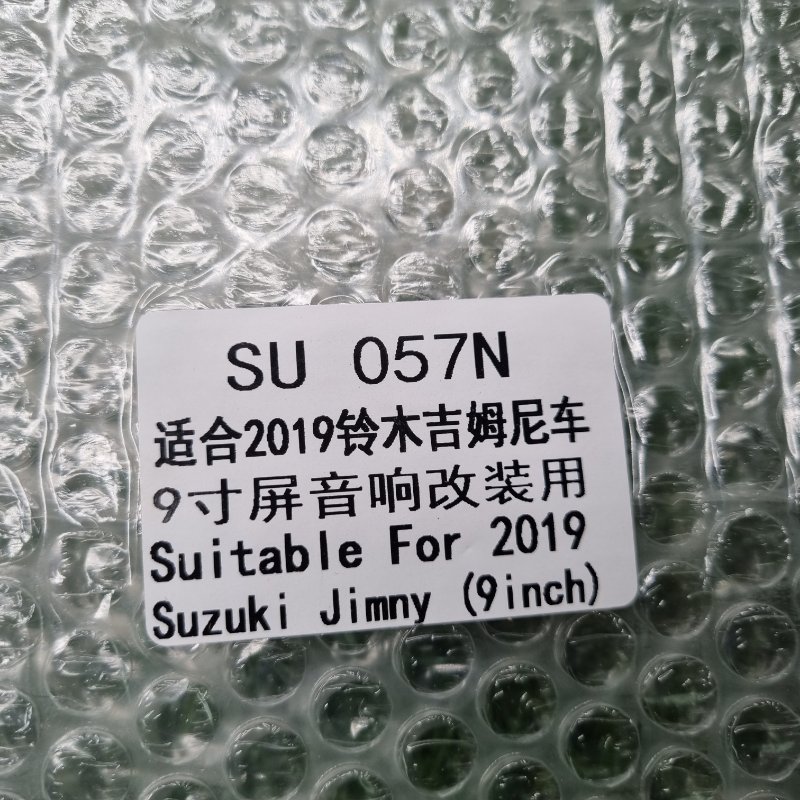 SU 057N
适合2019铃木吉姆尼车
9寸屏音响改装用
Suitable For 2019
Suzuki Jimny (9inch)